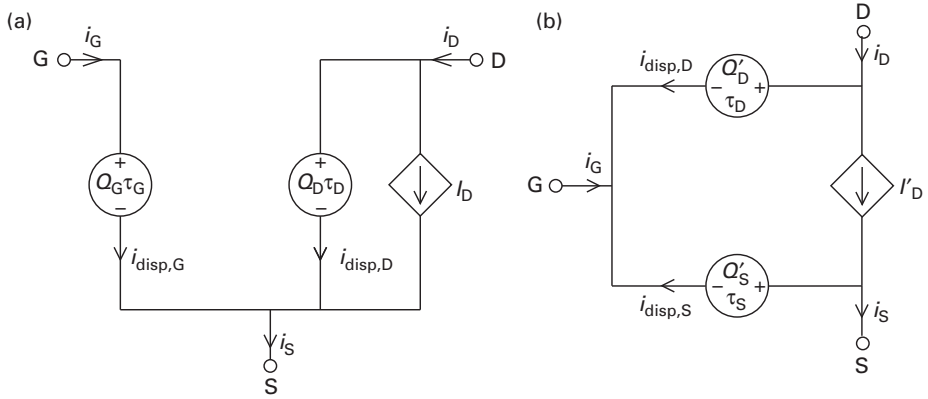 (a)
G
i_G
i_D
D
+
Q_Gτ_G
−
+
Q_Dτ_D
−
I_D
i_disp,G
i_disp,D
i_S
S
(b)
D
i_D
i_disp,D
Q′_D
− +
τ_D
i_G
G
I′_D
Q′_S
− +
τ_S
i_disp,S
i_S
S